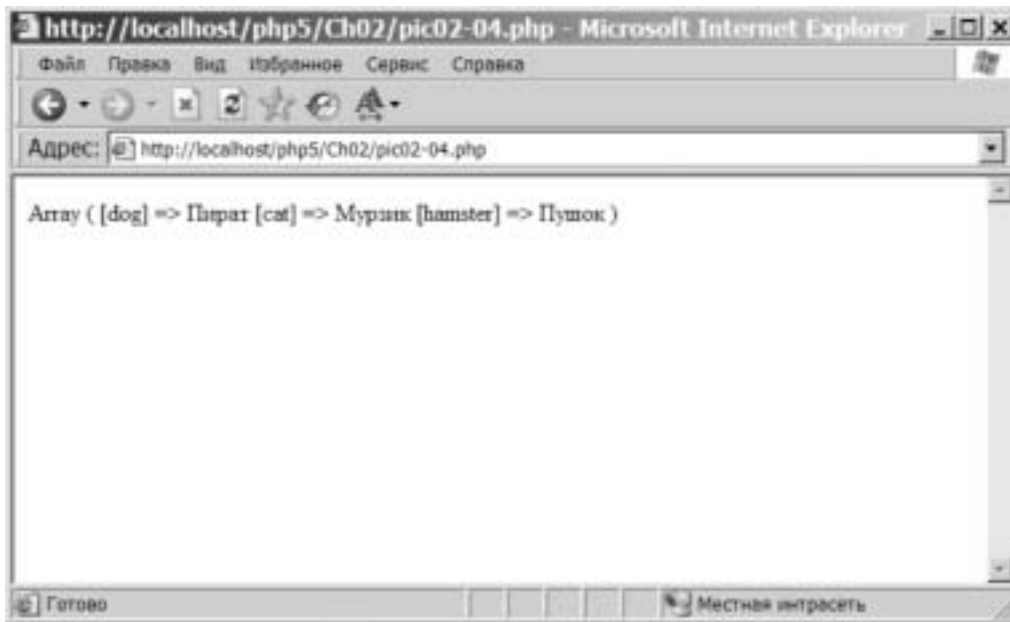 http://localhost/php5/Ch02/pic02-04.php - Microsoft Internet Explorer
Файл Правка Вид Избранное Сервис Справка
Адрес: http://localhost/php5/Ch02/pic02-04.php
Array ( [dog] => Пират [cat] => Мурзик [hamster] => Пушок )
Готово Местная интрасеть